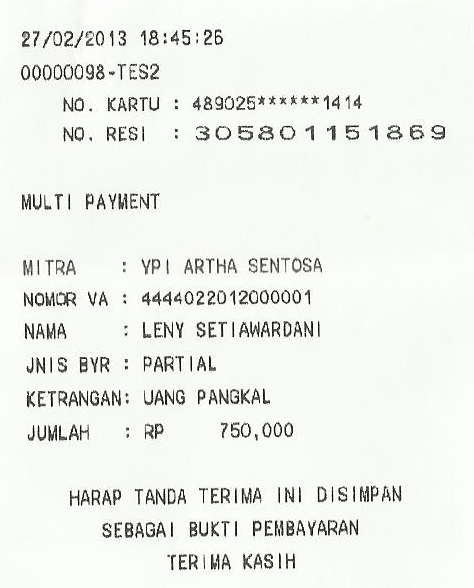 27/02/2013 18:45:26
00000098-TES2
NO. KARTU : 489025******1414
NO. RESI : 305801151869
MULTI PAYMENT
MITRA : YPI ARTHA SENTOSA
NOMOR VA : 4444022012000001
NAMA : LENY SETIAWARDANI
JNIS BYR : PARTIAL
KETRANGAN: UANG PANGKAL
JUMLAH : RP 750,000
HARAP TANDA TERIMA INI DISIMPAN
SEBAGAI BUKTI PEMBAYARAN
TERIMA KASIH